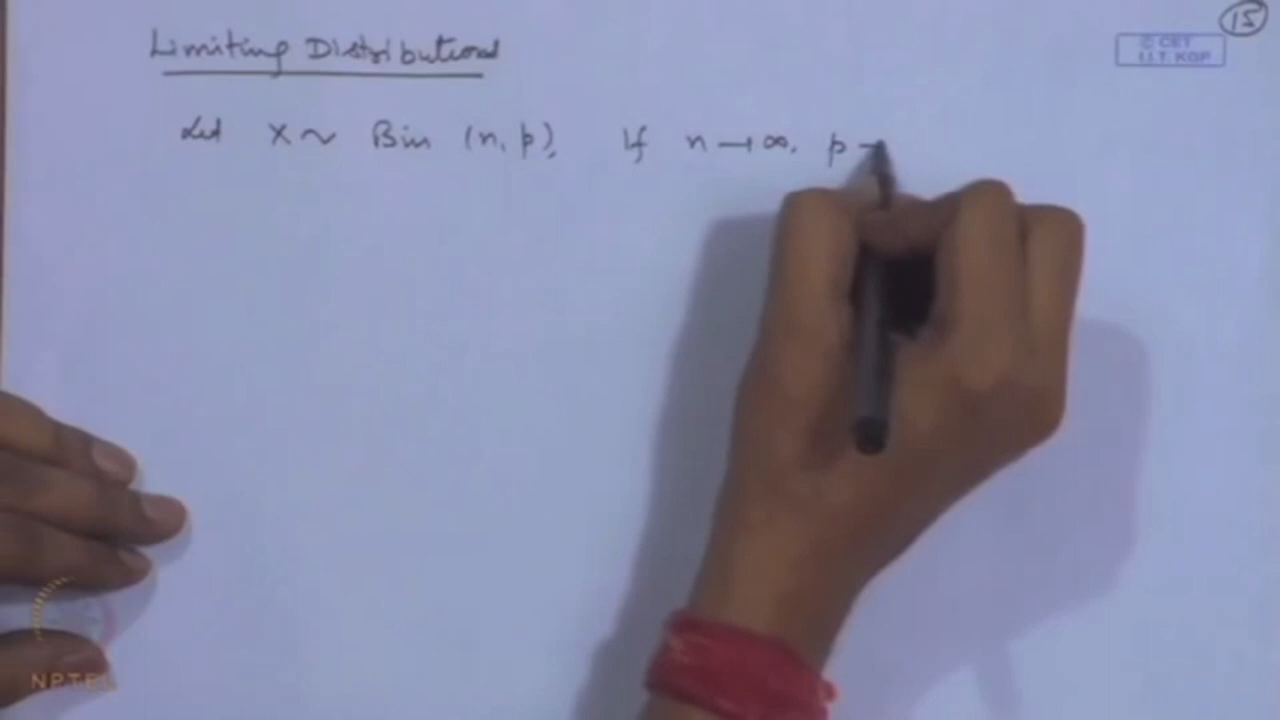 15
© CET
I.I.T. KGP
Limiting Distributions
Let X ~ Bin (n, p), If n → ∞, p →
NPTEL